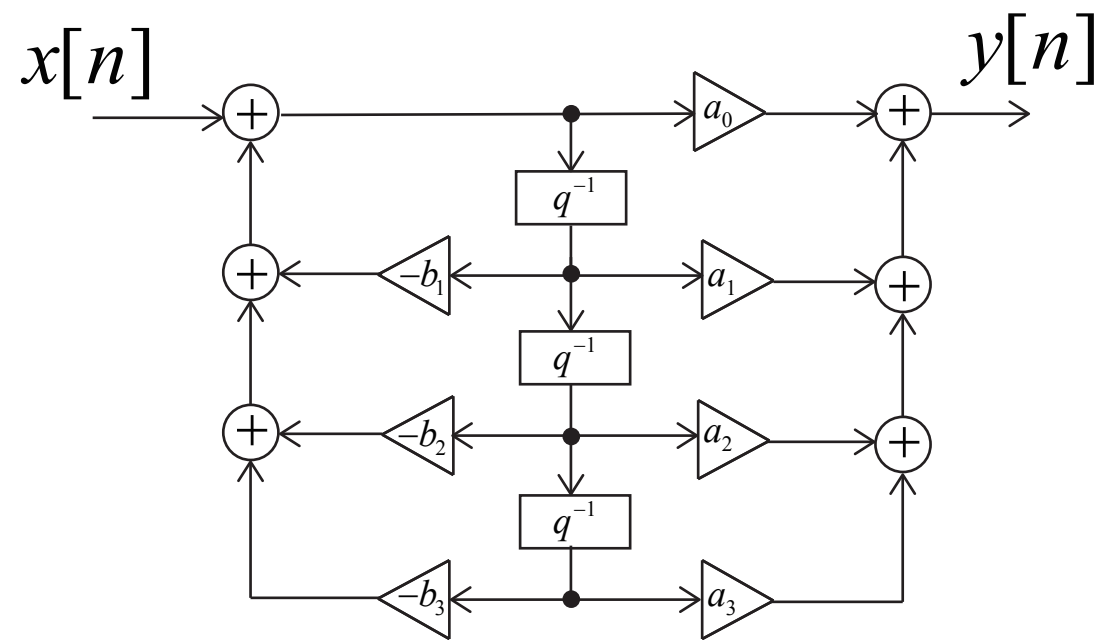 x[n] y[n]
a₀
q⁻¹
−b₁ a₁
q⁻¹
−b₂ a₂
q⁻¹
−b₃ a₃